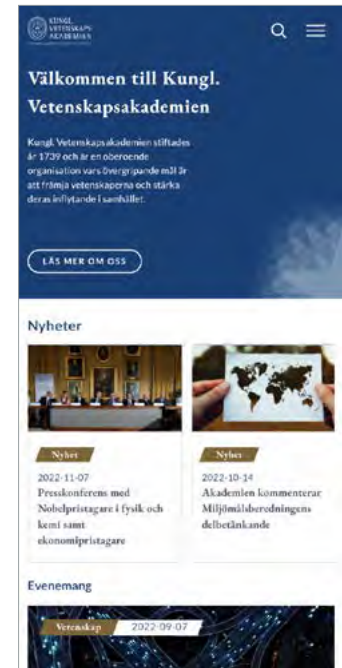 KUNGL.
VETENSKAPS
AKADEMIEN
Välkommen till Kungl.
Vetenskapsakademien
Kungl. Vetenskapsakademien stiftades
år 1739 och är en oberoende
organisation vars övergripande mål är
att främja vetenskaperna och stärka
deras inflytande i samhället.
LÄS MER OM OSS
Nyheter
Nyhet
2022-11-07
Presskonferens med
Nobelpristagare i fysik och
kemi samt
ekonomipristagare
Nyhet
2022-10-14
Akademien kommenterar
Miljömålsberedningens
delbetänkande
Evenemang
Vetenskap
2022-09-07